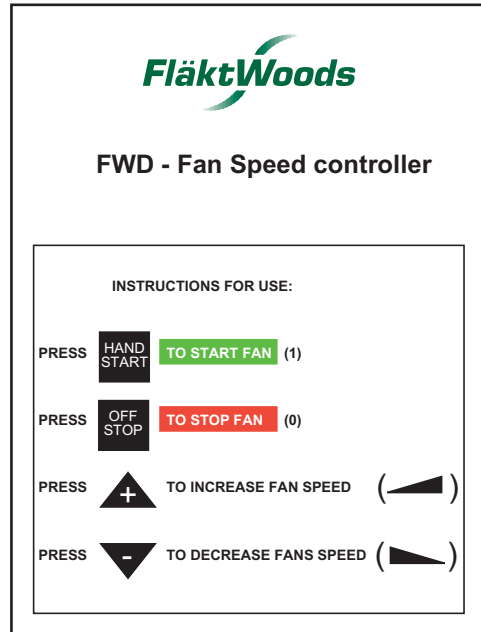 FläktWoods
FWD - Fan Speed controller
INSTRUCTIONS FOR USE:
PRESS HAND START TO START FAN (1)
PRESS OFF STOP TO STOP FAN (0)
PRESS + TO INCREASE FAN SPEED ( )
PRESS - TO DECREASE FANS SPEED ( )